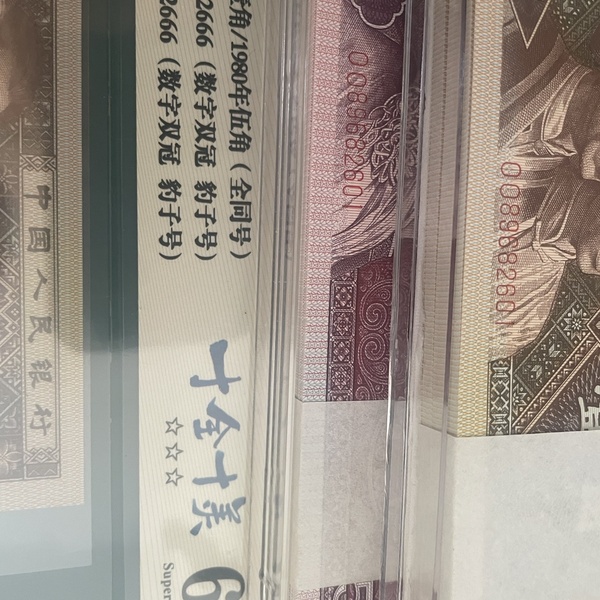 角/1980年伍角（全同号）
2666（数字双冠 豹子号）
2666（数字双冠 豹子号）
十全十美
☆☆☆
6
Super
中国人民银行
0089682601
0089682601